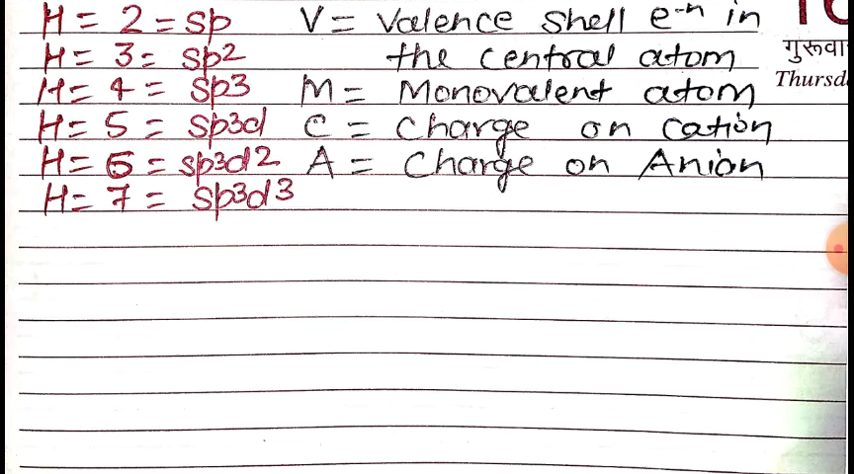 H = 2 = sp V = Valence shell e⁻ⁿ in
H = 3 = sp2 the central atom
गुरूवा
H = 4 = sp3 M = Monovalent atom
Thursd
H = 5 = sp3d C = Charge on cation
H = 6 = sp3d2 A = Charge on Anion
H = 7 = sp3d3